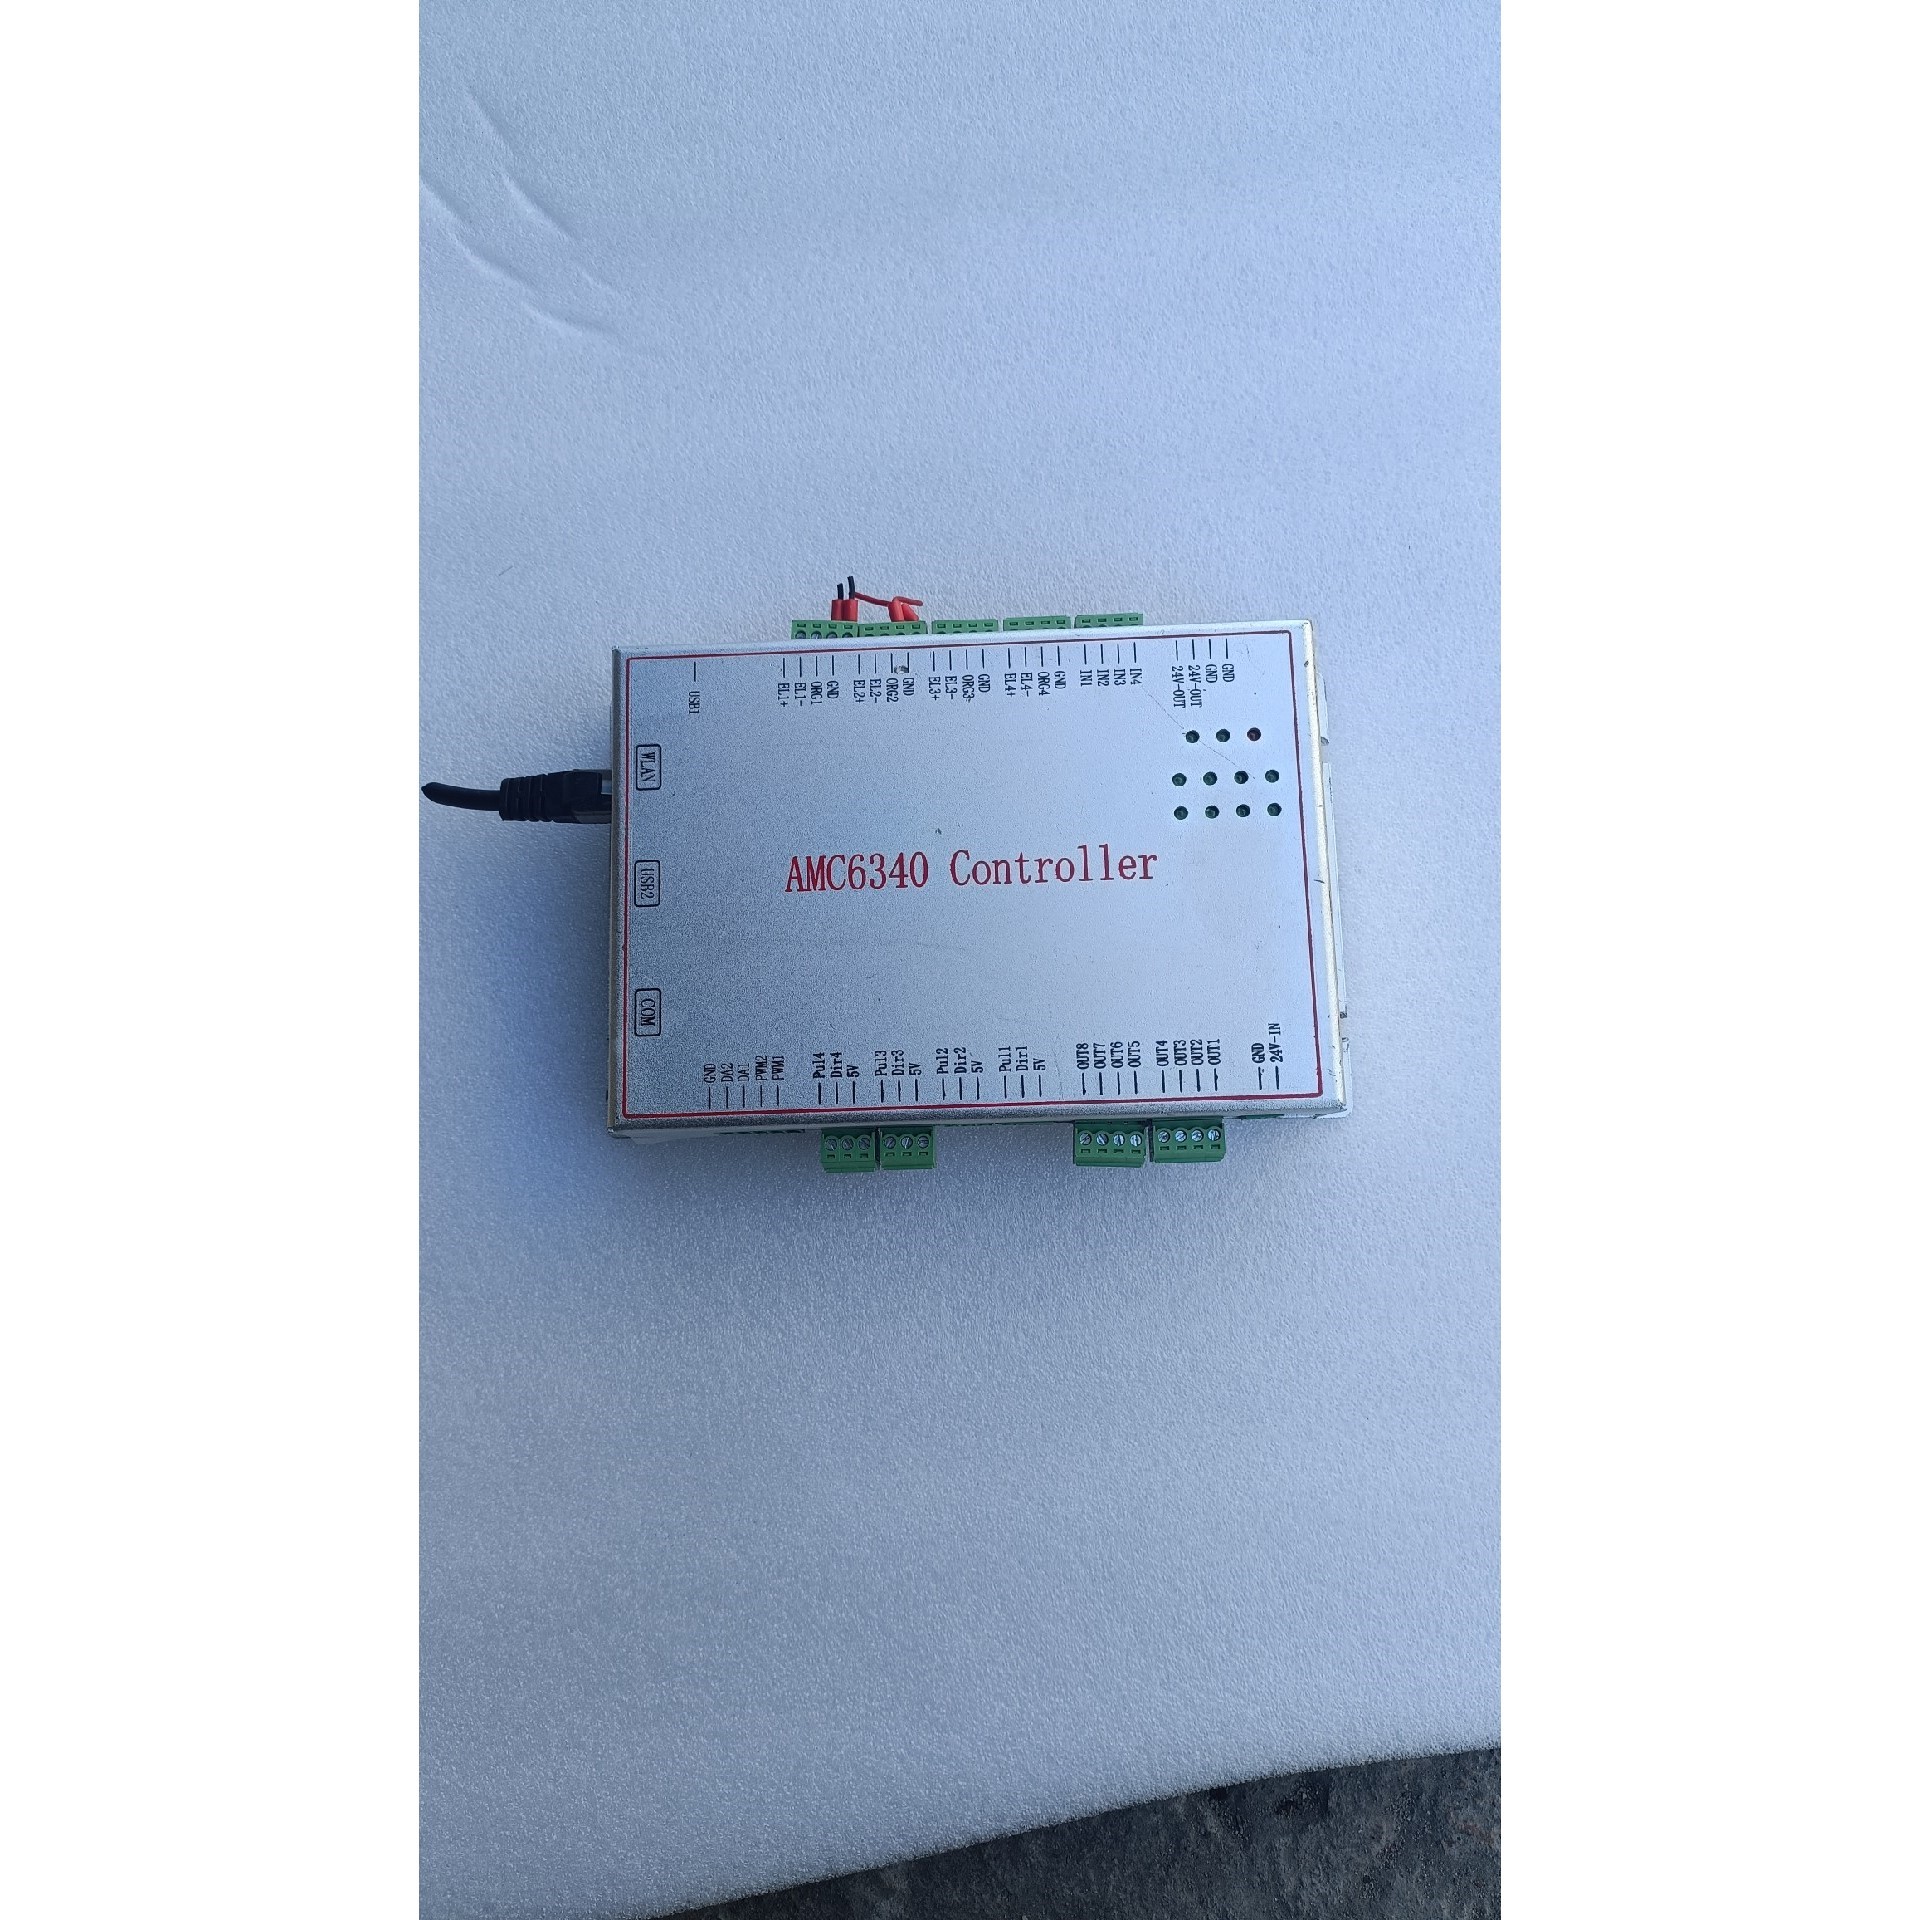 USB1
EL1+
EL1-
ORG1
GND
EL2+
EL2-
ORG2
GND
EL3+
EL3-
ORG3+
GND
EL4+
EL4-
ORG4
GND
IN1
IN2
IN3
IN4
24V-OUT
24V-OUT
GND
GND
WLAN
USB2
COM
AMC6340 Controller
GND
DA2
DA1
PWM2
PWM1
Pul4
Dir4
5V
Pul3
Dir3
5V
Pul2
Dir2
5V
Pul1
Dir1
5V
OUT8
OUT7
OUT6
OUT5
OUT4
OUT3
OUT2
OUT1
GND
24V-IN